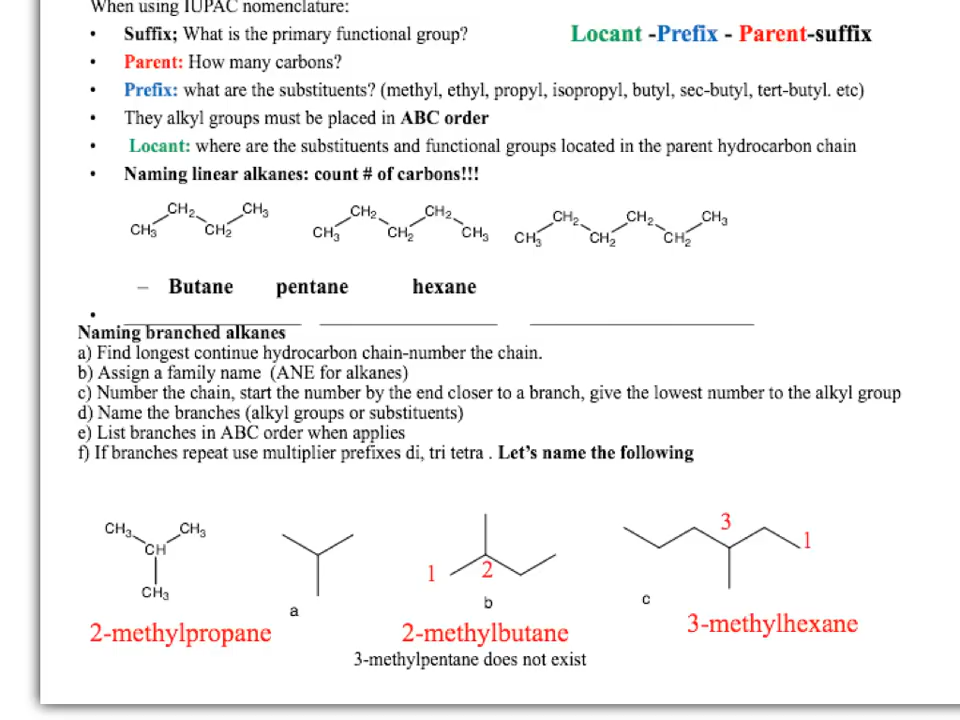 When using IUPAC nomenclature:
• Suffix; What is the primary functional group?
Locant -Prefix - Parent-suffix
• Parent: How many carbons?
• Prefix: what are the substituents? (methyl, ethyl, propyl, isopropyl, butyl, sec-butyl, tert-butyl. etc)
• They alkyl groups must be placed in ABC order
• Locant: where are the substituents and functional groups located in the parent hydrocarbon chain
• Naming linear alkanes: count # of carbons!!!
CH₂ CH₃ CH₂ CH₂ CH₂ CH₂ CH₃
CH₃ CH₂ CH₃ CH₂ CH₃ CH₃ CH₂ CH₂
– Butane pentane hexane
•
Naming branched alkanes
a) Find longest continue hydrocarbon chain-number the chain.
b) Assign a family name (ANE for alkanes)
c) Number the chain, start the number by the end closer to a branch, give the lowest number to the alkyl group
d) Name the branches (alkyl groups or substituents)
e) List branches in ABC order when applies
f) If branches repeat use multiplier prefixes di, tri tetra . Let's name the following
CH₃ CH₃ 3
CH 1 2 1
CH₃
a b c
2-methylpropane 2-methylbutane 3-methylhexane
3-methylpentane does not exist